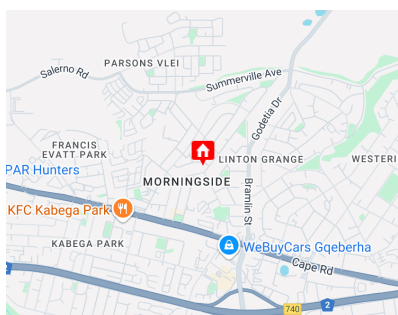 PARSONS VLEI
Salerno Rd
Summerville Ave
Godetia Dr
FRANCIS
EVATT PARK
LINTON GRANGE
WESTERI
PAR Hunters
MORNINGSIDE
Bramlin St
KFC Kabega Park
KABEGA PARK
WeBuyCars Gqeberha
Cape Rd
740
2